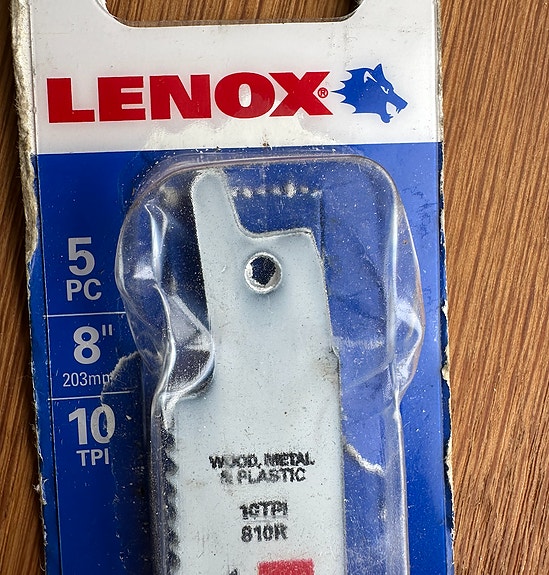 LENOX®
5
PC
8"
203mm
10
TPI
WOOD, METAL
& PLASTIC
10TPI
810R